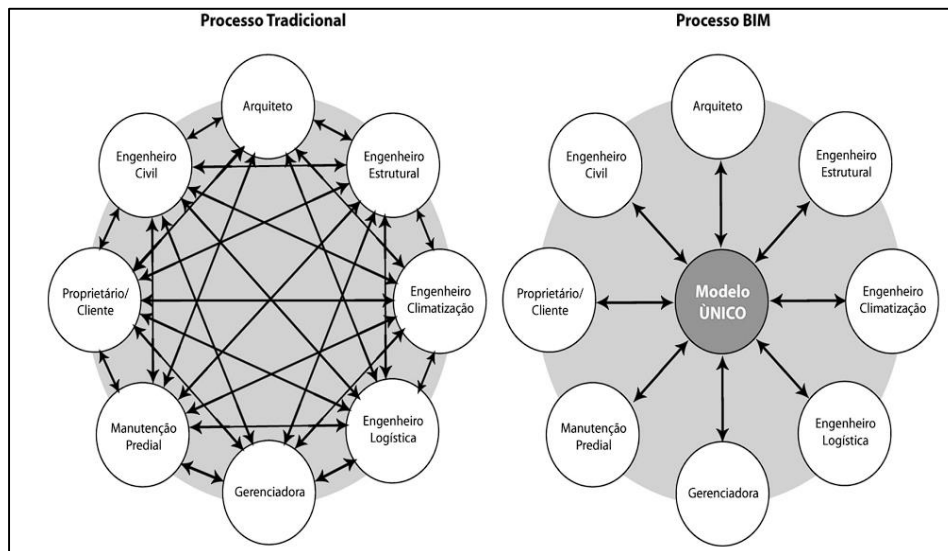 Processo Tradicional
Arquiteto
Engenheiro
Civil
Engenheiro
Estrutural
Proprietário/
Cliente
Engenheiro
Climatização
Manutenção
Predial
Engenheiro
Logística
Gerenciadora
Processo BIM
Arquiteto
Engenheiro
Civil
Engenheiro
Estrutural
Proprietário/
Cliente
Modelo
ÙNICO
Engenheiro
Climatização
Manutenção
Predial
Engenheiro
Logística
Gerenciadora